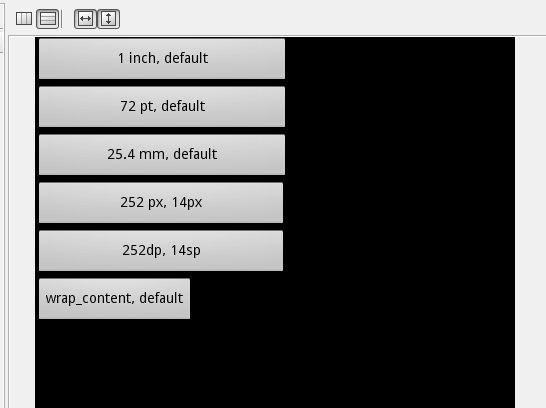 1 inch, default
72 pt, default
25.4 mm, default
252 px, 14px
252dp, 14sp
wrap_content, default